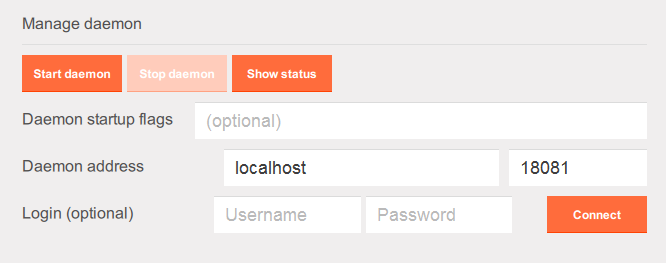 Manage daemon
Start daemon Stop daemon Show status
Daemon startup flags (optional)
Daemon address localhost 18081
Login (optional) Username Password Connect